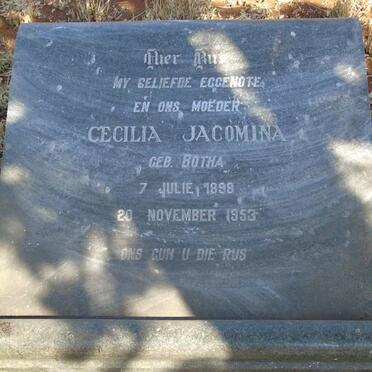 Hier Rus
MY GELIEFDE EGGENOTE
EN ONS MOEDER
CECILIA JACOMINA
GEB. BOTHA
7 JULIE 1898
20 NOVEMBER 1953
ONS GUN U DIE RUS